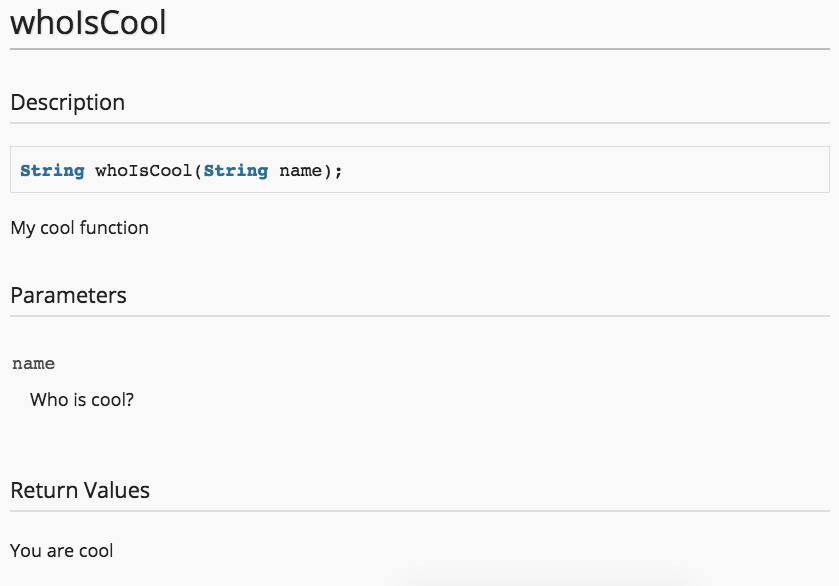 whoIsCool
Description
String whoIsCool(String name);
My cool function
Parameters
name
Who is cool?
Return Values
You are cool